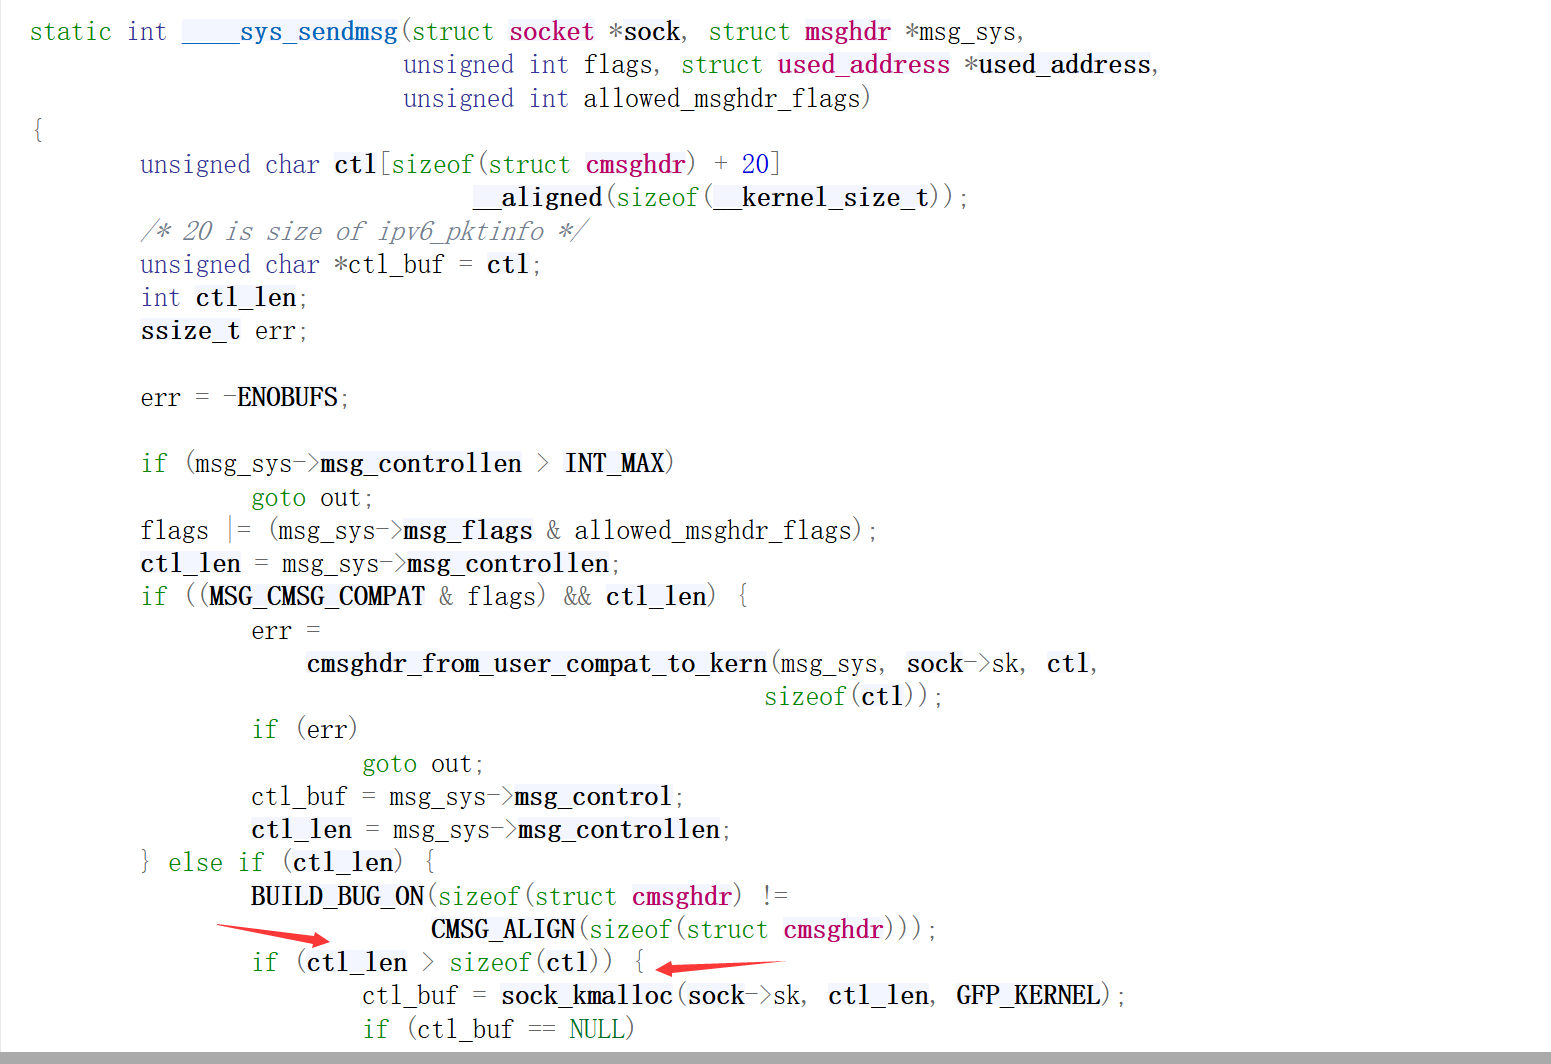 static int ____sys_sendmsg(struct socket *sock, struct msghdr *msg_sys,
unsigned int flags, struct used_address *used_address,
unsigned int allowed_msghdr_flags)
{
unsigned char ctl[sizeof(struct cmsghdr) + 20]
__aligned(sizeof(__kernel_size_t));
/* 20 is size of ipv6_pktinfo */
unsigned char *ctl_buf = ctl;
int ctl_len;
ssize_t err;
err = -ENOBUFS;
if (msg_sys->msg_controllen > INT_MAX)
goto out;
flags |= (msg_sys->msg_flags & allowed_msghdr_flags);
ctl_len = msg_sys->msg_controllen;
if ((MSG_CMSG_COMPAT & flags) && ctl_len) {
err =
cmsghdr_from_user_compat_to_kern(msg_sys, sock->sk, ctl,
sizeof(ctl));
if (err)
goto out;
ctl_buf = msg_sys->msg_control;
ctl_len = msg_sys->msg_controllen;
} else if (ctl_len) {
BUILD_BUG_ON(sizeof(struct cmsghdr) !=
CMSG_ALIGN(sizeof(struct cmsghdr)));
if (ctl_len > sizeof(ctl)) {
ctl_buf = sock_kmalloc(sock->sk, ctl_len, GFP_KERNEL);
if (ctl_buf == NULL)